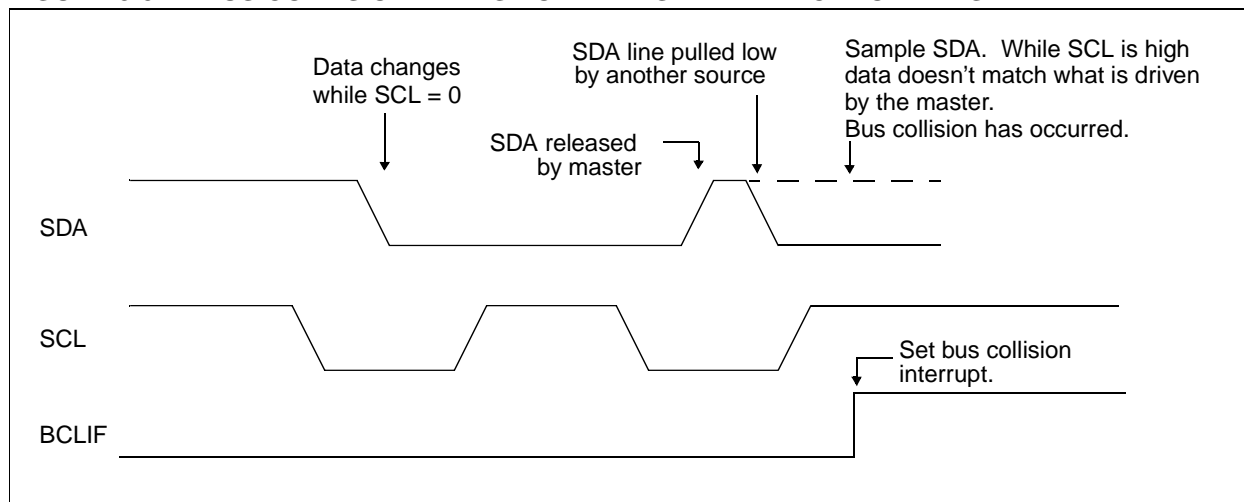 Data changes
while SCL = 0
SDA line pulled low
by another source
Sample SDA.  While SCL is high
data doesn't match what is driven
by the master.
Bus collision has occurred.
SDA released
by master
SDA
SCL
Set bus collision
interrupt.
BCLIF